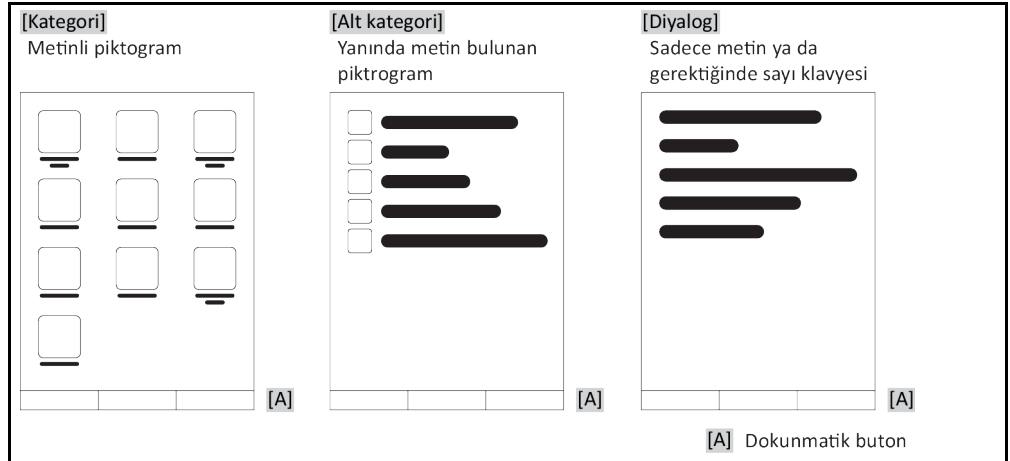 [Kategori]
Metinli piktogram
[Alt kategori]
Yanında metin bulunan
piktrogram
[Diyalog]
Sadece metin ya da
gerektiğinde sayı klavyesi
[A]
[A]
[A]
[A] Dokunmatik buton